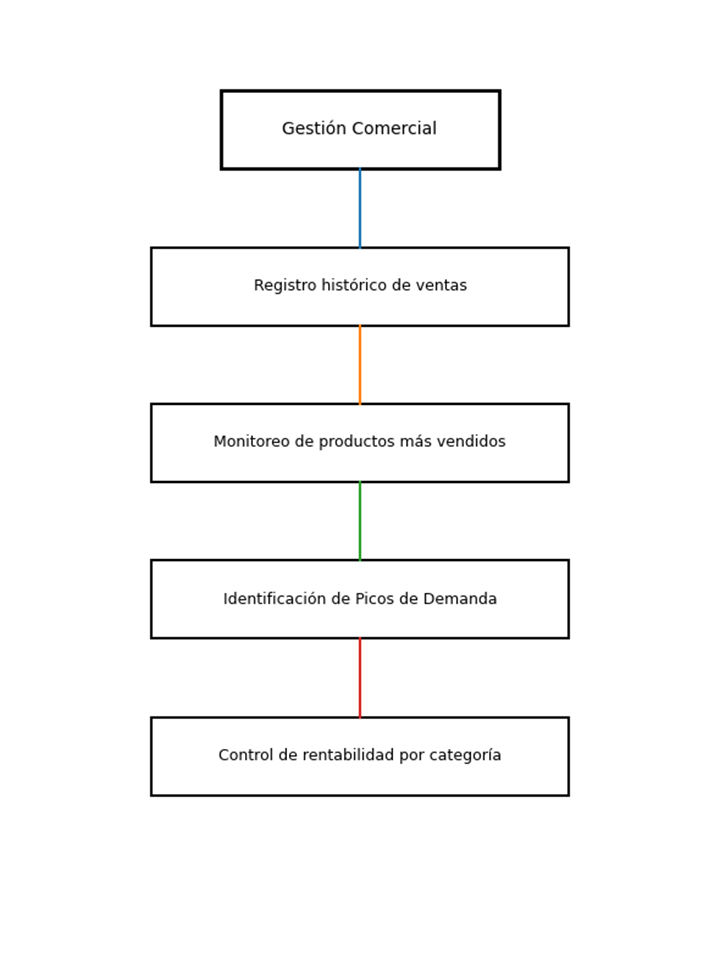 Gestión Comercial
Registro histórico de ventas
Monitoreo de productos más vendidos
Identificación de Picos de Demanda
Control de rentabilidad por categoría